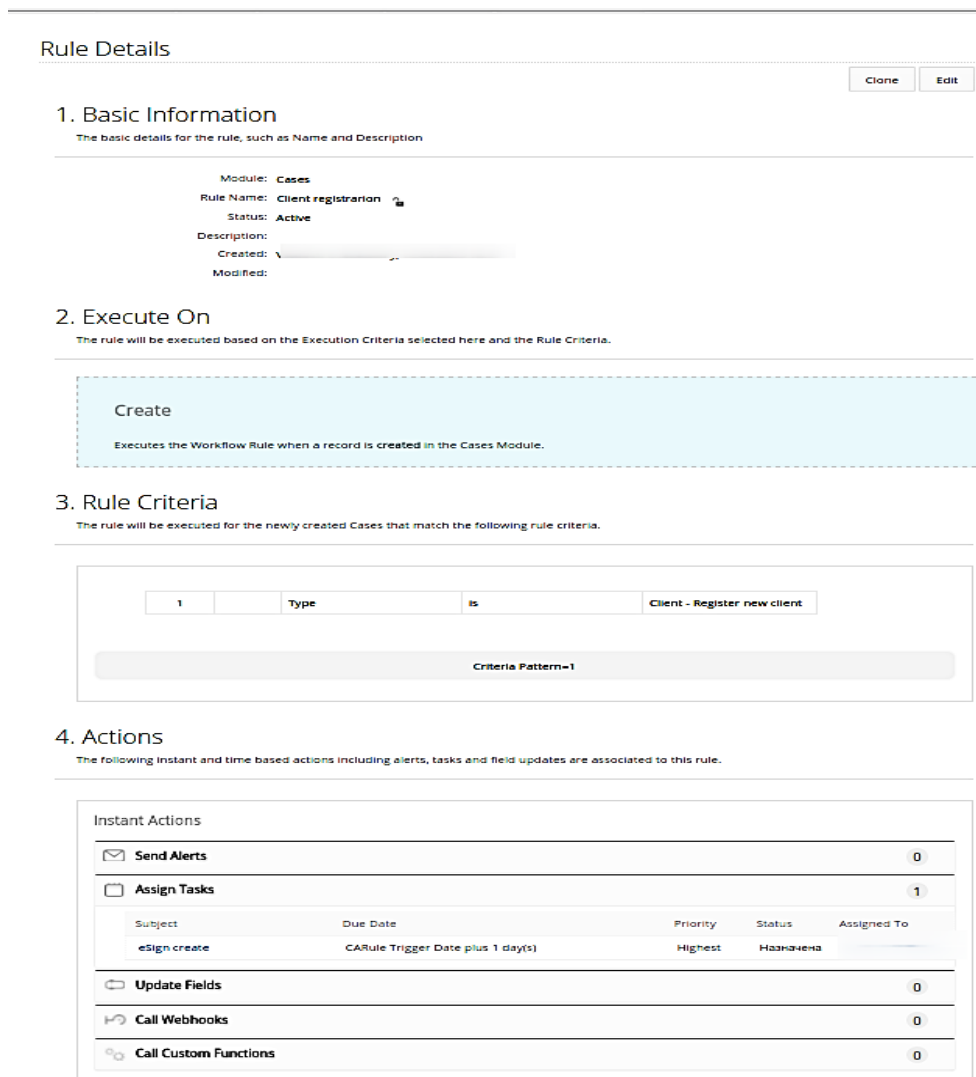 Rule Details
Clone Edit
1. Basic Information
The basic details for the rule, such as Name and Description
Module: Cases
Rule Name: Client registrarion
Status: Active
Description:
Created:
Modified:
2. Execute On
The rule will be executed based on the Execution Criteria selected here and the Rule Criteria.
Create
Executes the Workflow Rule when a record is created in the Cases Module.
3. Rule Criteria
The rule will be executed for the newly created Cases that match the following rule criteria.
1 Type is Client - Register new client
Criteria Pattern=1
4. Actions
The following instant and time based actions including alerts, tasks and field updates are associated to this rule.
Instant Actions
Send Alerts 0
Assign Tasks 1
Subject Due Date Priority Status Assigned To
eSign create CARule Trigger Date plus 1 day(s) Highest Назначена
Update Fields 0
Call Webhooks 0
Call Custom Functions 0